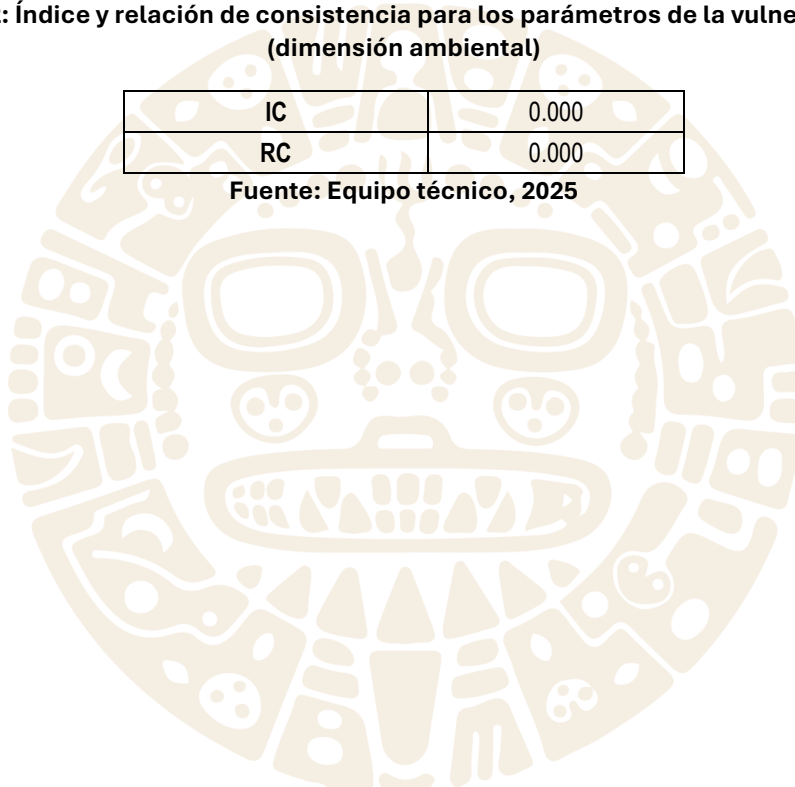 : Índice y relación de consistencia para los parámetros de la
(dimensión ambiental)
IC 0.000
RC 0.000
Fuente: Equipo técnico, 2025